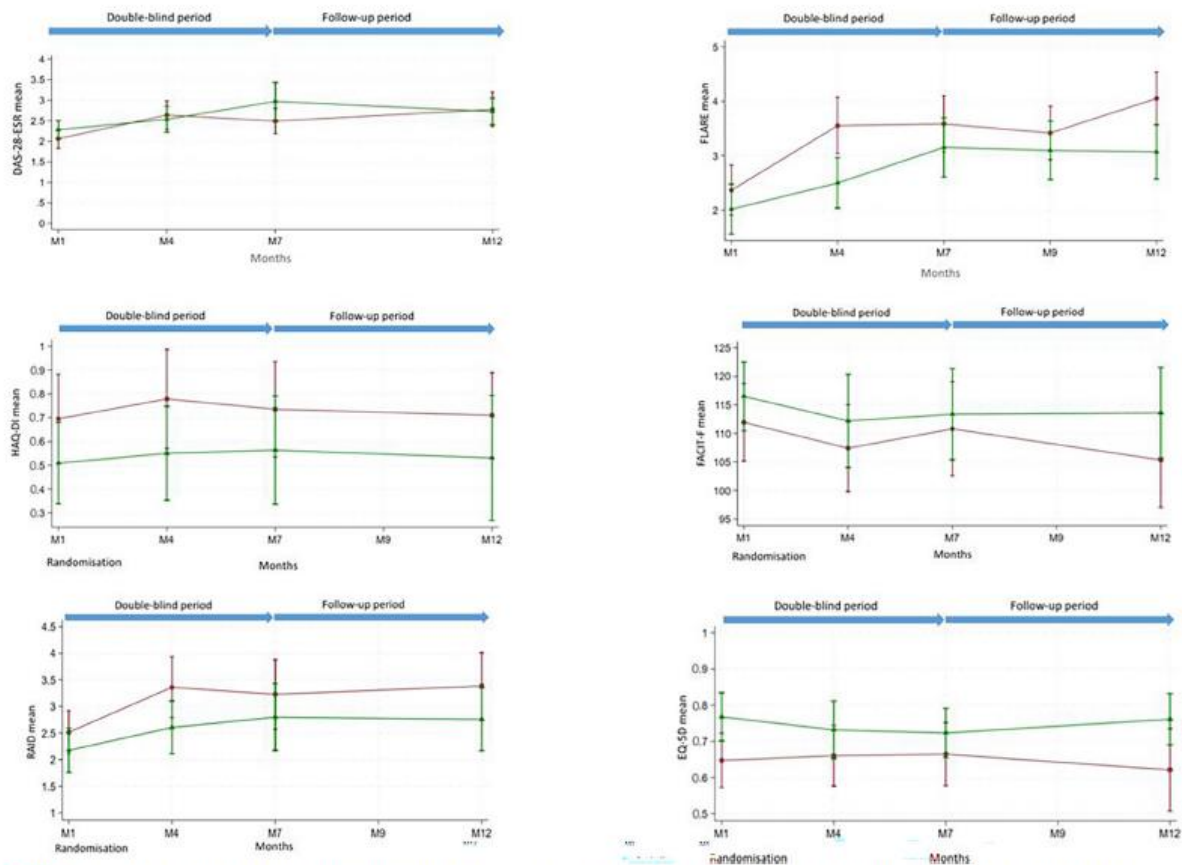 Double-blind period Follow-up period
DAS-28-ESR mean
4
3.5
3
2.5
2
1.5
1
.5
0
M1 M4 M7 M12
Months
Double-blind period Follow-up period
FLARE mean
5
4
3
2
M1 M4 M7 M9 M12
Months
Double-blind period Follow-up period
HAQ-DI mean
1
0.9
0.8
0.7
0.6
0.5
0.4
0.3
M1 M4 M7 M9 M12
Randomisation Months
Double-blind period Follow-up period
FACIT-F mean
125
120
115
110
105
100
95
M1 M4 M7 M9 M12
Randomisation Months
Double-blind period Follow-up period
RAID mean
4.5
4
3.5
3
2.5
2
1.5
1
M1 M4 M7 M9 M12
Randomisation Months
Double-blind period Follow-up period
EQ-5D mean
1
0.9
0.8
0.7
0.6
0.5
M1 M4 M7 M9 M12
Randomisation Months